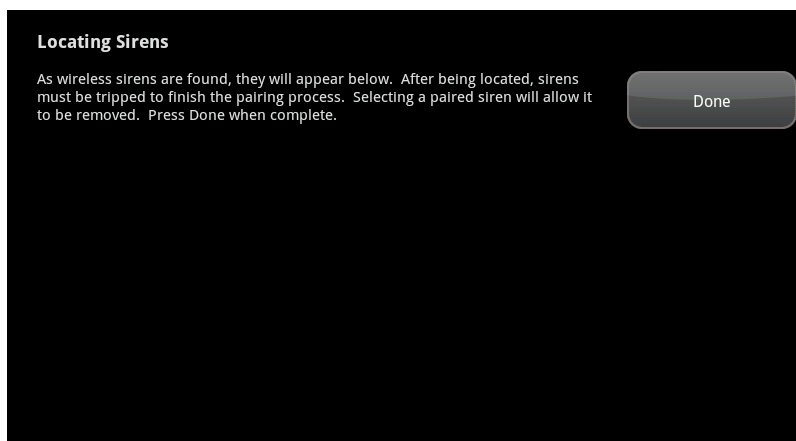 Locating Sirens
As wireless sirens are found, they will appear below.  After being located, sirens
must be tripped to finish the pairing process.  Selecting a paired siren will allow it
to be removed.  Press Done when complete.
Done